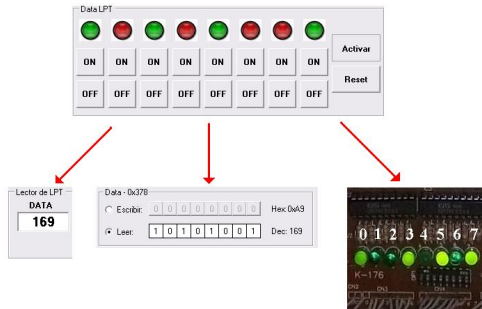 Data LPT
ON ON ON ON ON ON ON ON
Activar
OFF OFF OFF OFF OFF OFF OFF OFF
Reset
Lector de LPT
DATA
169
Data - 0x378
Escribir: 0 0 0 0 0 0 0 0 Hex: 0xA9
Leer: 1 0 1 0 1 0 0 1 Dec: 169
0 1 2 3 4 5 6 7
K-176
CN2 CN3 CN4